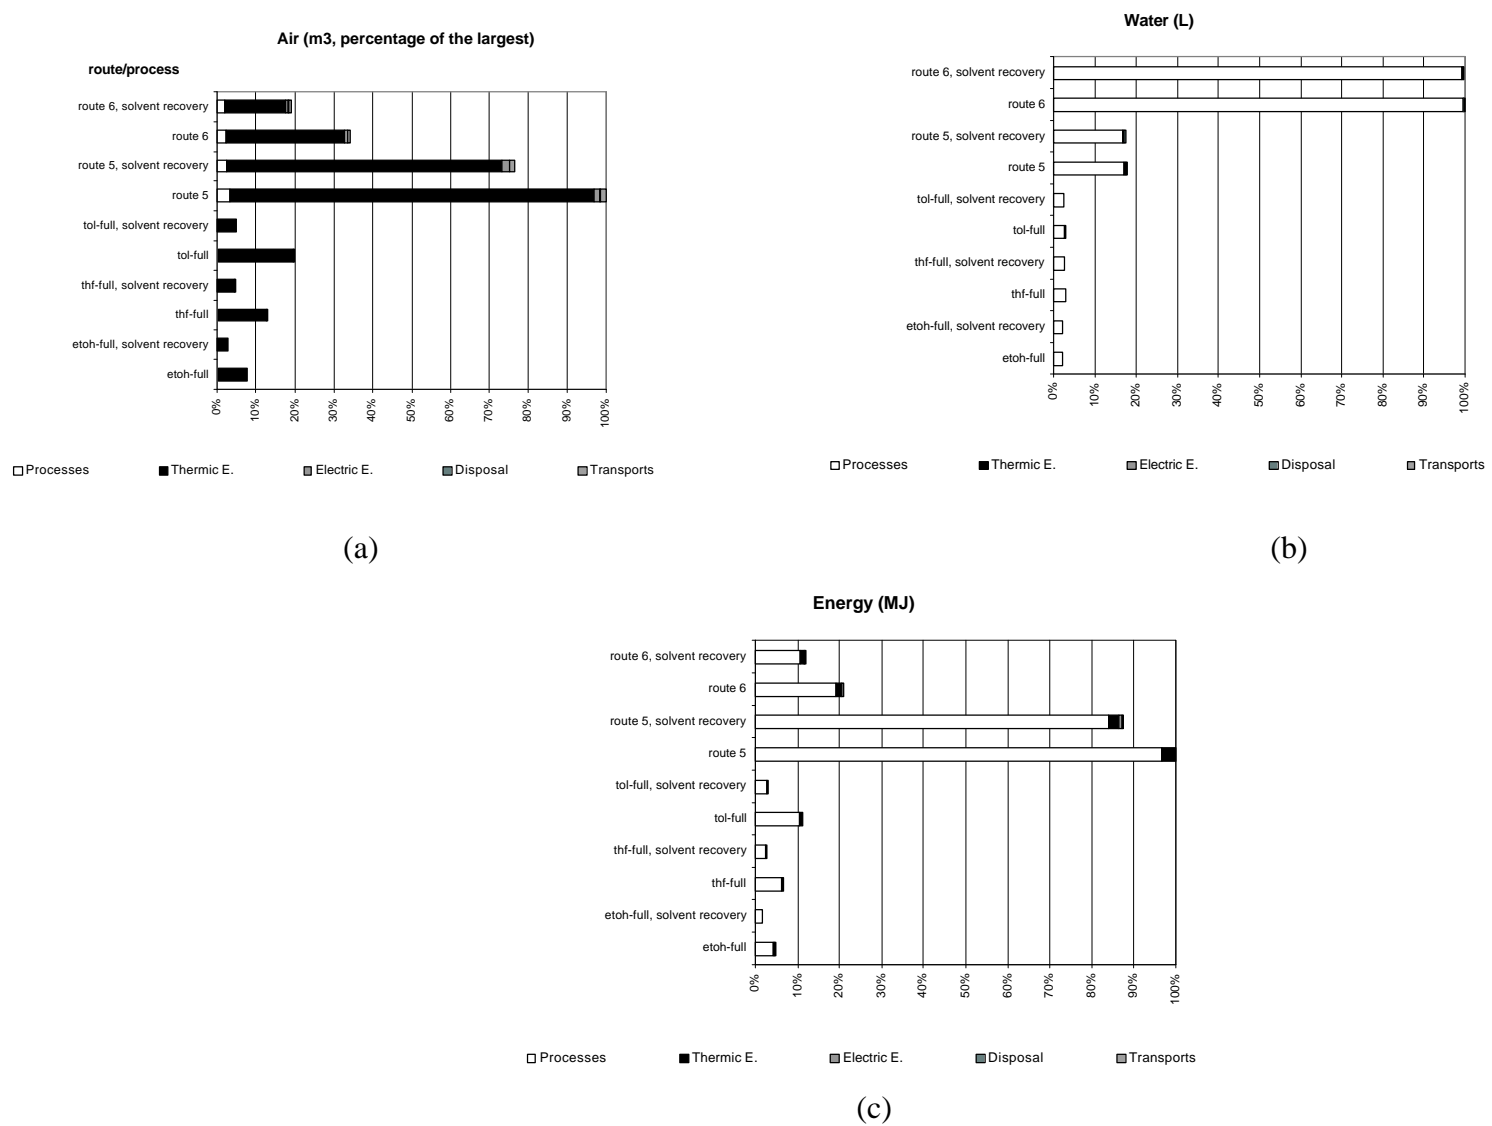 Air (m3, percentage of the largest)
route/process
route 6, solvent recovery
route 6
route 5, solvent recovery
route 5
tol-full, solvent recovery
tol-full
thf-full, solvent recovery
thf-full
etoh-full, solvent recovery
etoh-full
0% 10% 20% 30% 40% 50% 60% 70% 80% 90% 100%
Processes Thermic E. Electric E. Disposal Transports
(a)
Water (L)
route 6, solvent recovery
route 6
route 5, solvent recovery
route 5
tol-full, solvent recovery
tol-full
thf-full, solvent recovery
thf-full
etoh-full, solvent recovery
etoh-full
0% 10% 20% 30% 40% 50% 60% 70% 80% 90% 100%
Processes Thermic E. Electric E. Disposal Transports
(b)
Energy (MJ)
route 6, solvent recovery
route 6
route 5, solvent recovery
route 5
tol-full, solvent recovery
tol-full
thf-full, solvent recovery
thf-full
etoh-full, solvent recovery
etoh-full
0% 10% 20% 30% 40% 50% 60% 70% 80% 90% 100%
Processes Thermic E. Electric E. Disposal Transports
(c)